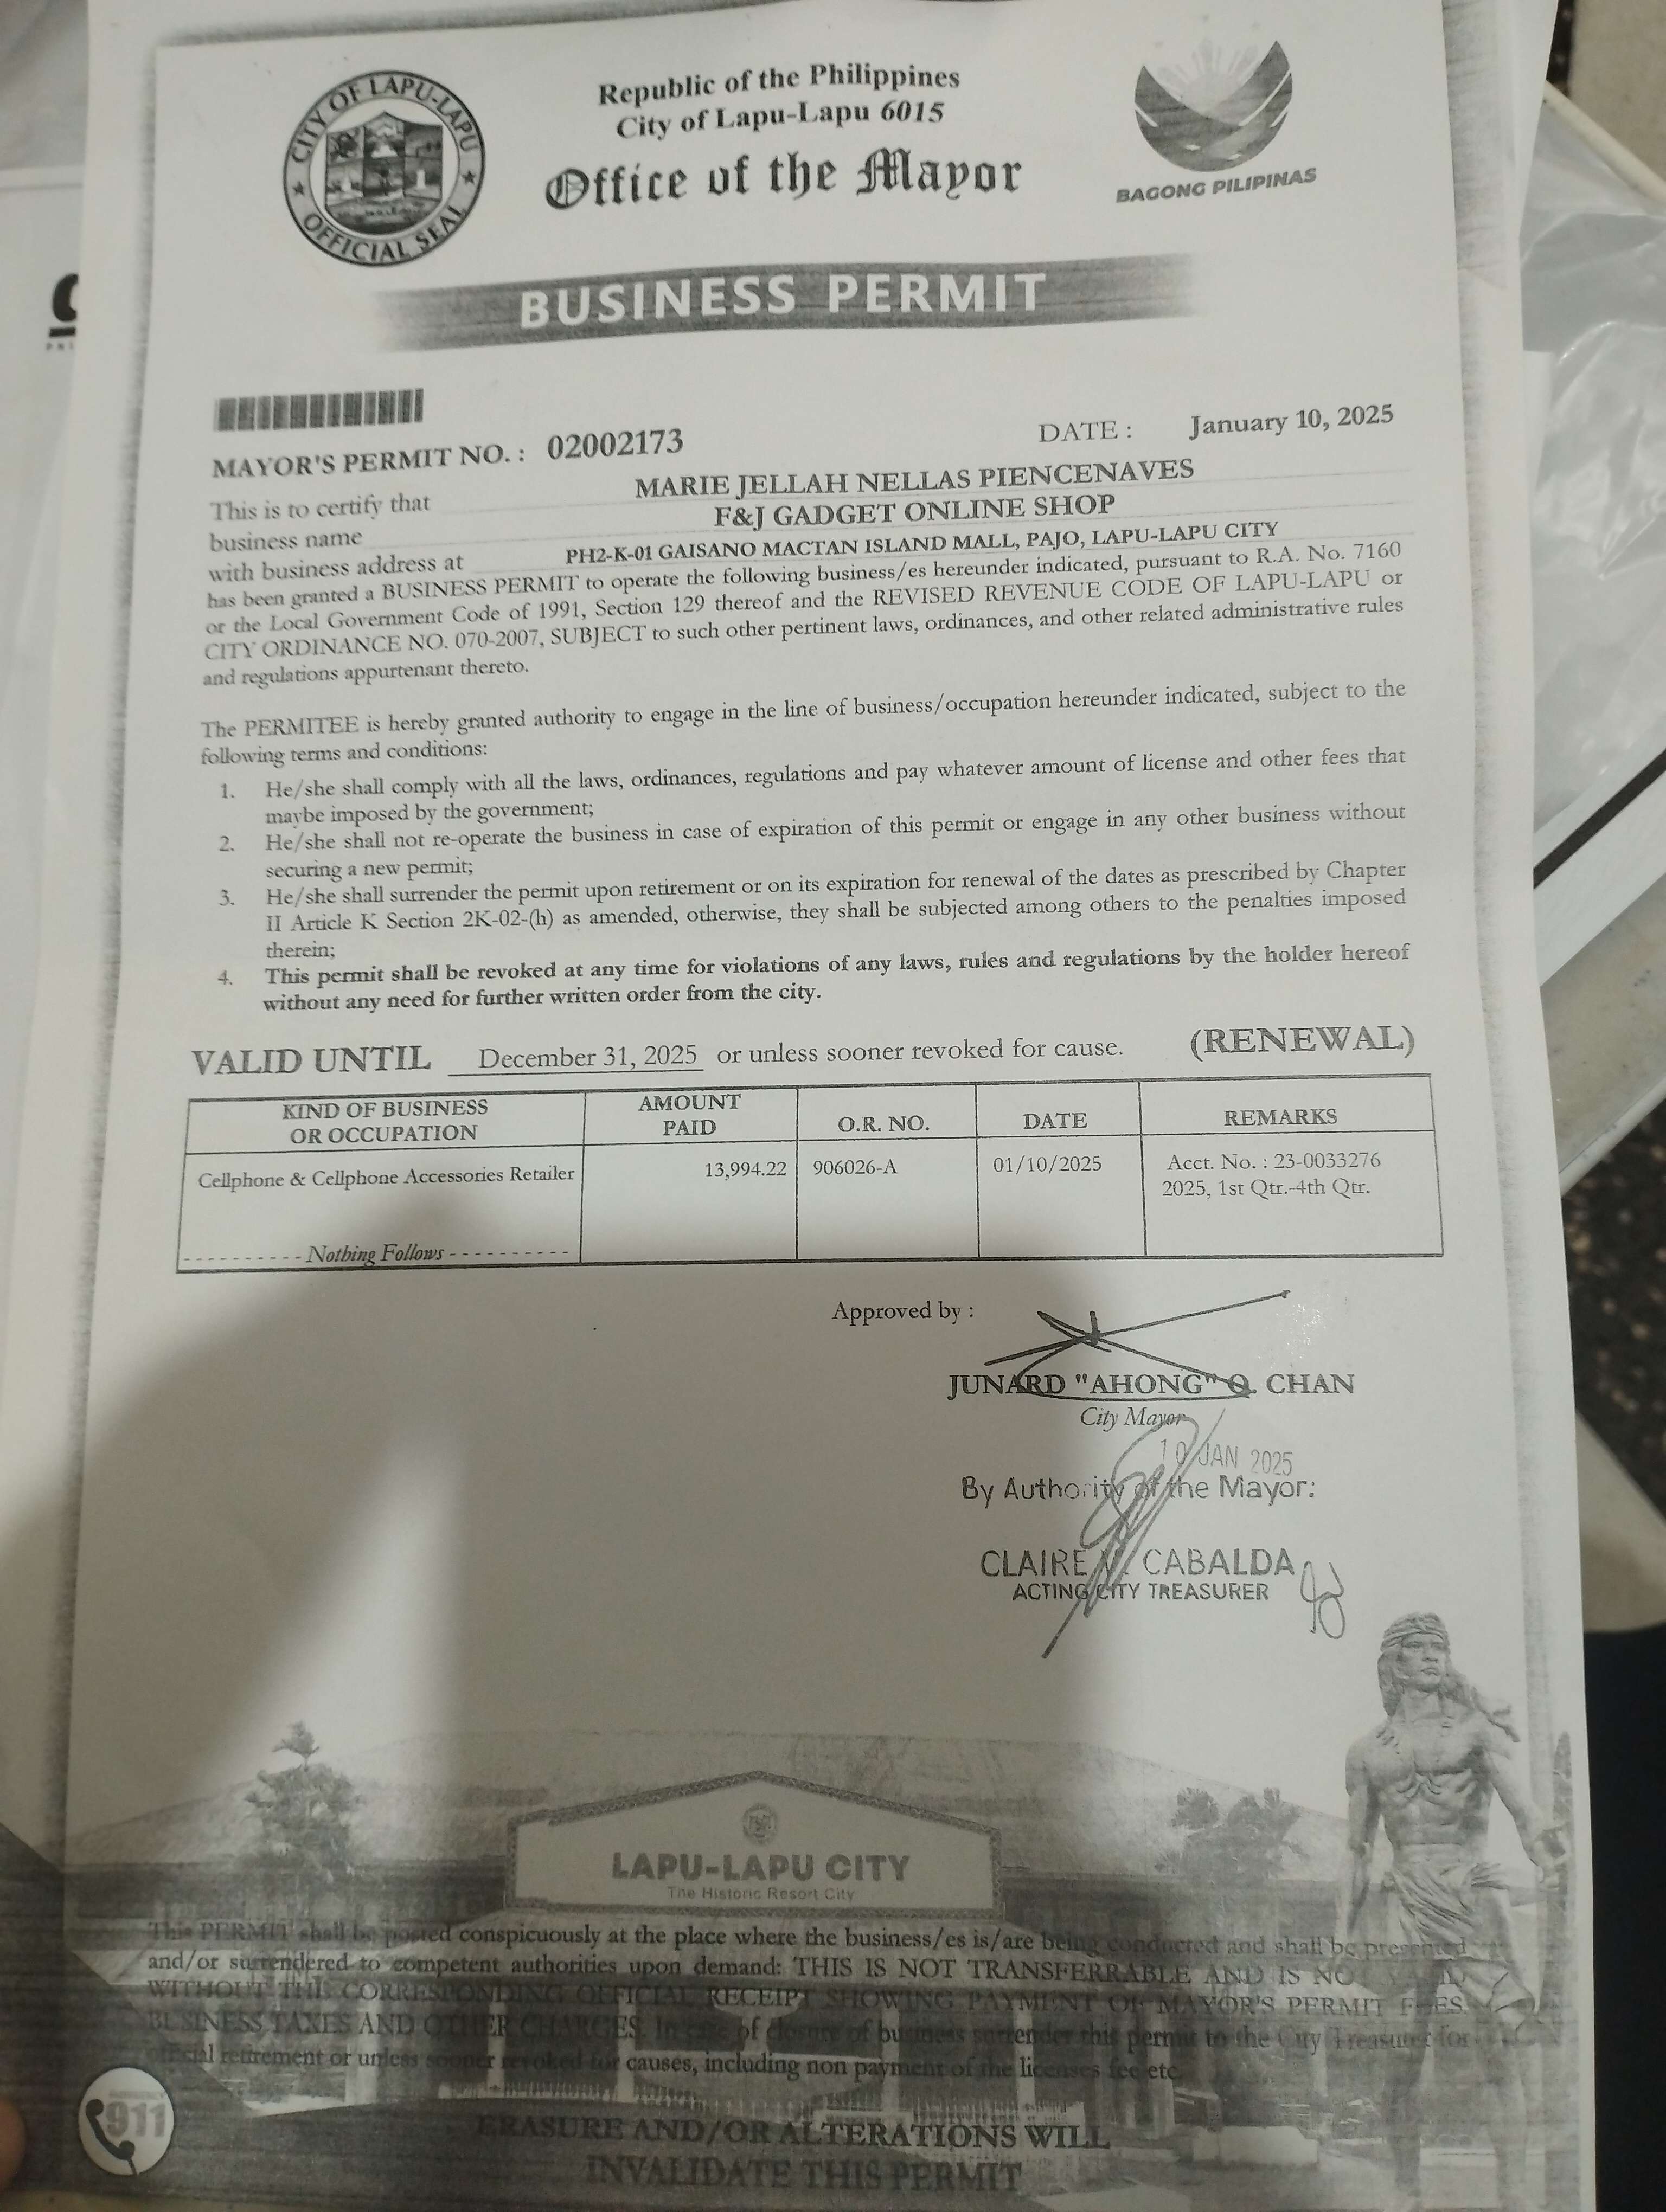 CITY OF LAPU-LAPU
OFFICIAL SEAL
Republic of the Philippines
City of Lapu-Lapu 6015
Office of the Mayor
BAGONG PILIPINAS
BUSINESS PERMIT
MAYOR'S PERMIT NO. : 02002173
DATE : January 10, 2025
This is to certify that MARIE JELLAH NELLAS PIENCENAVES
business name F&J GADGET ONLINE SHOP
with business address at PH2-K-01 GAISANO MACTAN ISLAND MALL, PAJO, LAPU-LAPU CITY
has been granted a BUSINESS PERMIT to operate the following business/es hereunder indicated, pursuant to R.A. No. 7160
or the Local Government Code of 1991, Section 129 thereof and the REVISED REVENUE CODE OF LAPU-LAPU or
CITY ORDINANCE NO. 070-2007, SUBJECT to such other pertinent laws, ordinances, and other related administrative rules
and regulations appurtenant thereto.
The PERMITEE is hereby granted authority to engage in the line of business/occupation hereunder indicated, subject to the
following terms and conditions:
1. He/she shall comply with all the laws, ordinances, regulations and pay whatever amount of license and other fees that
maybe imposed by the government;
2. He/she shall not re-operate the business in case of expiration of this permit or engage in any other business without
securing a new permit;
3. He/she shall surrender the permit upon retirement or on its expiration for renewal of the dates as prescribed by Chapter
II Article K Section 2K-02-(h) as amended, otherwise, they shall be subjected among others to the penalties imposed
therein;
4. This permit shall be revoked at any time for violations of any laws, rules and regulations by the holder hereof
without any need for further written order from the city.
VALID UNTIL December 31, 2025 or unless sooner revoked for cause. (RENEWAL)
KIND OF BUSINESS OR OCCUPATION
AMOUNT PAID
O.R. NO.
DATE
REMARKS
Cellphone & Cellphone Accessories Retailer
13,994.22
906026-A
01/10/2025
Acct. No. : 23-0033276
2025, 1st Qtr.-4th Qtr.
- - - - - - - - - - Nothing Follows - - - - - - - - - -
Approved by :
JUNARD "AHONG" Q. CHAN
City Mayor
10 JAN 2025
By Authority of the Mayor:
CLAIRE CABALDA
ACTING CITY TREASURER
LAPU-LAPU CITY
The Historic Resort City
This PERMIT shall be posted conspicuously at the place where the business/es is/are being conducted and shall be presented
and/or surrendered to competent authorities upon demand: THIS IS NOT TRANSFERRABLE AND IS NOT VALID
WITHOUT THE CORRESPONDING OFFICIAL RECEIPT SHOWING PAYMENT OF MAYOR'S PERMIT FEES,
BUSINESS TAXES AND OTHER CHARGES. In case of closure of business surrender this permit to the City Treasurer for
official retirement or unless sooner revoked for causes, including non payment of the licenses fee etc.
911
ERASURE AND/OR ALTERATIONS WILL
INVALIDATE THIS PERMIT